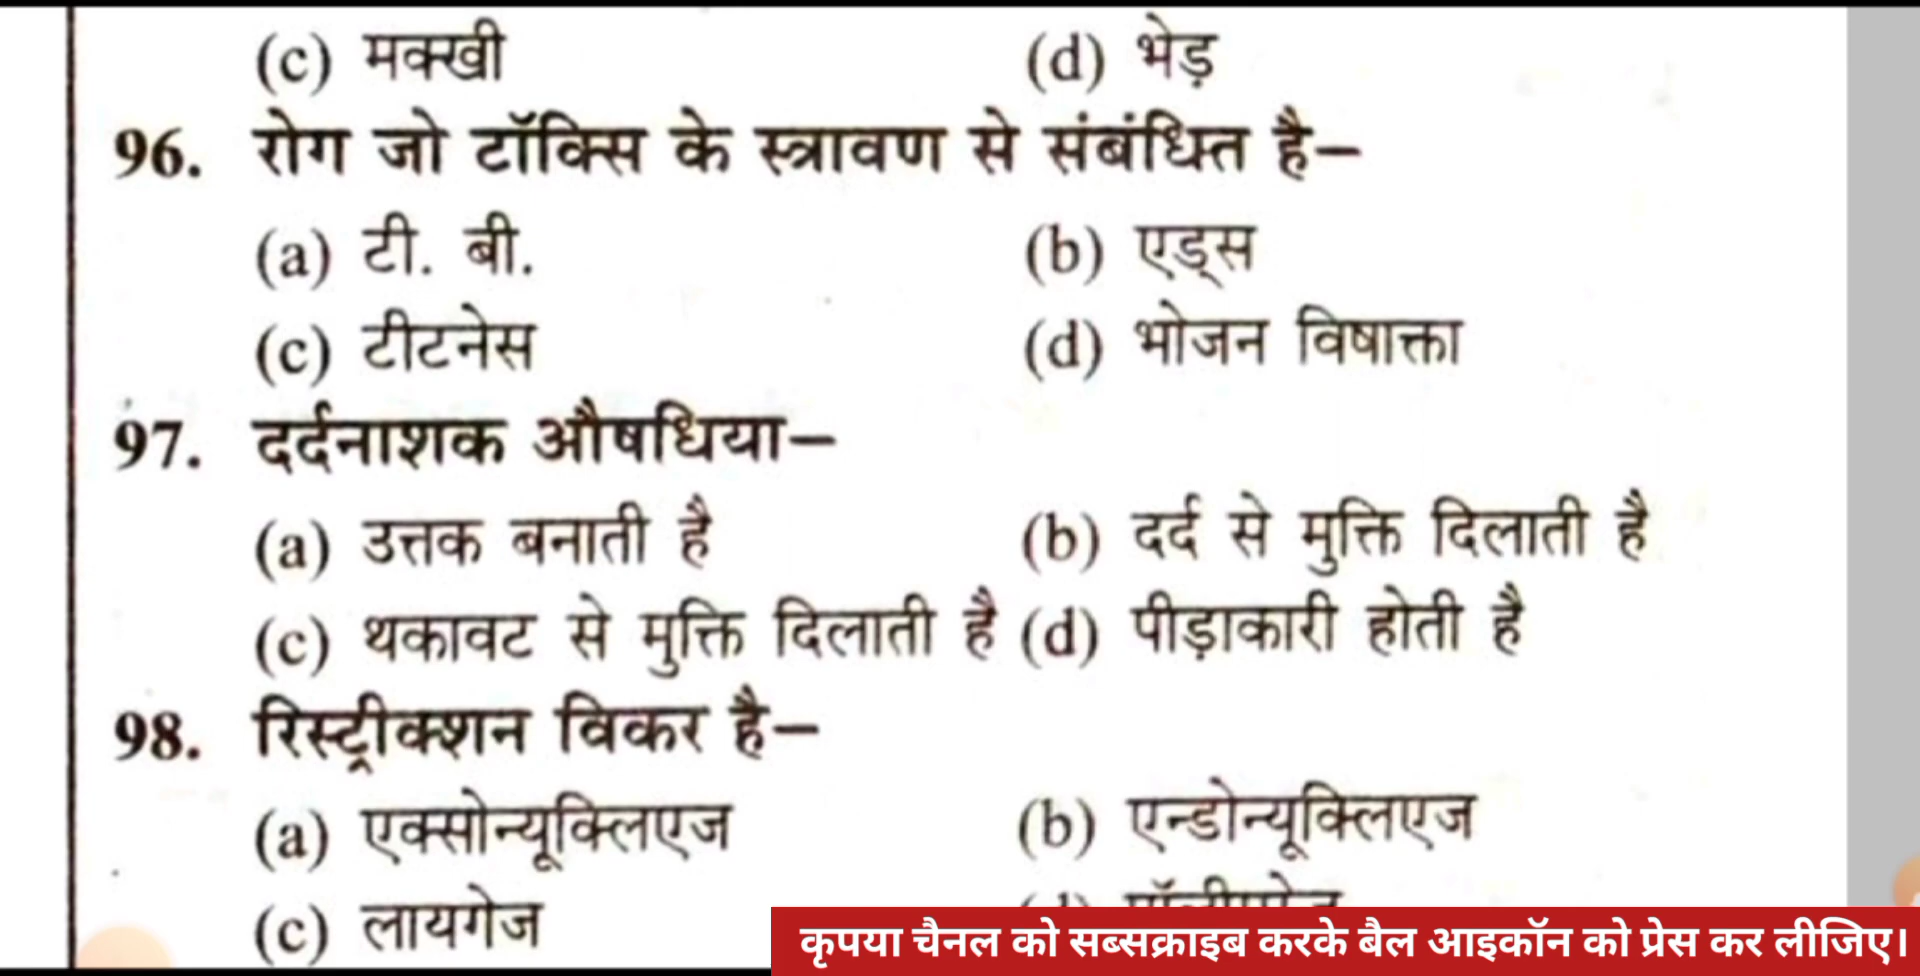 (c) मक्खी (d) भेड़
96. रोग जो टॉक्सि के स्त्रावण से संबंध्ति है–
(a) टी. बी. (b) एड्स
(c) टीटनेस (d) भोजन विषाक्ता
97. दर्दनाशक औषधिया–
(a) उत्तक बनाती है (b) दर्द से मुक्ति दिलाती है
(c) थकावट से मुक्ति दिलाती है (d) पीड़ाकारी होती है
98. रिस्ट्रीक्शन विकर है–
(a) एक्सोन्यूक्लिएज (b) एन्डोन्यूक्लिएज
(c) लायगेज
कृपया चैनल को सब्सक्राइब करके बैल आइकॉन को प्रेस कर लीजिए।